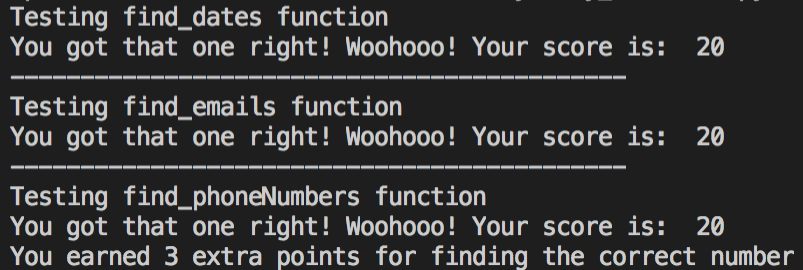 Testing find_dates function
You got that one right! Woohooo! Your score is:  20
--------------------------------------------
Testing find_emails function
You got that one right! Woohooo! Your score is:  20
--------------------------------------------
Testing find_phoneNumbers function
You got that one right! Woohooo! Your score is:  20
You earned 3 extra points for finding the correct number